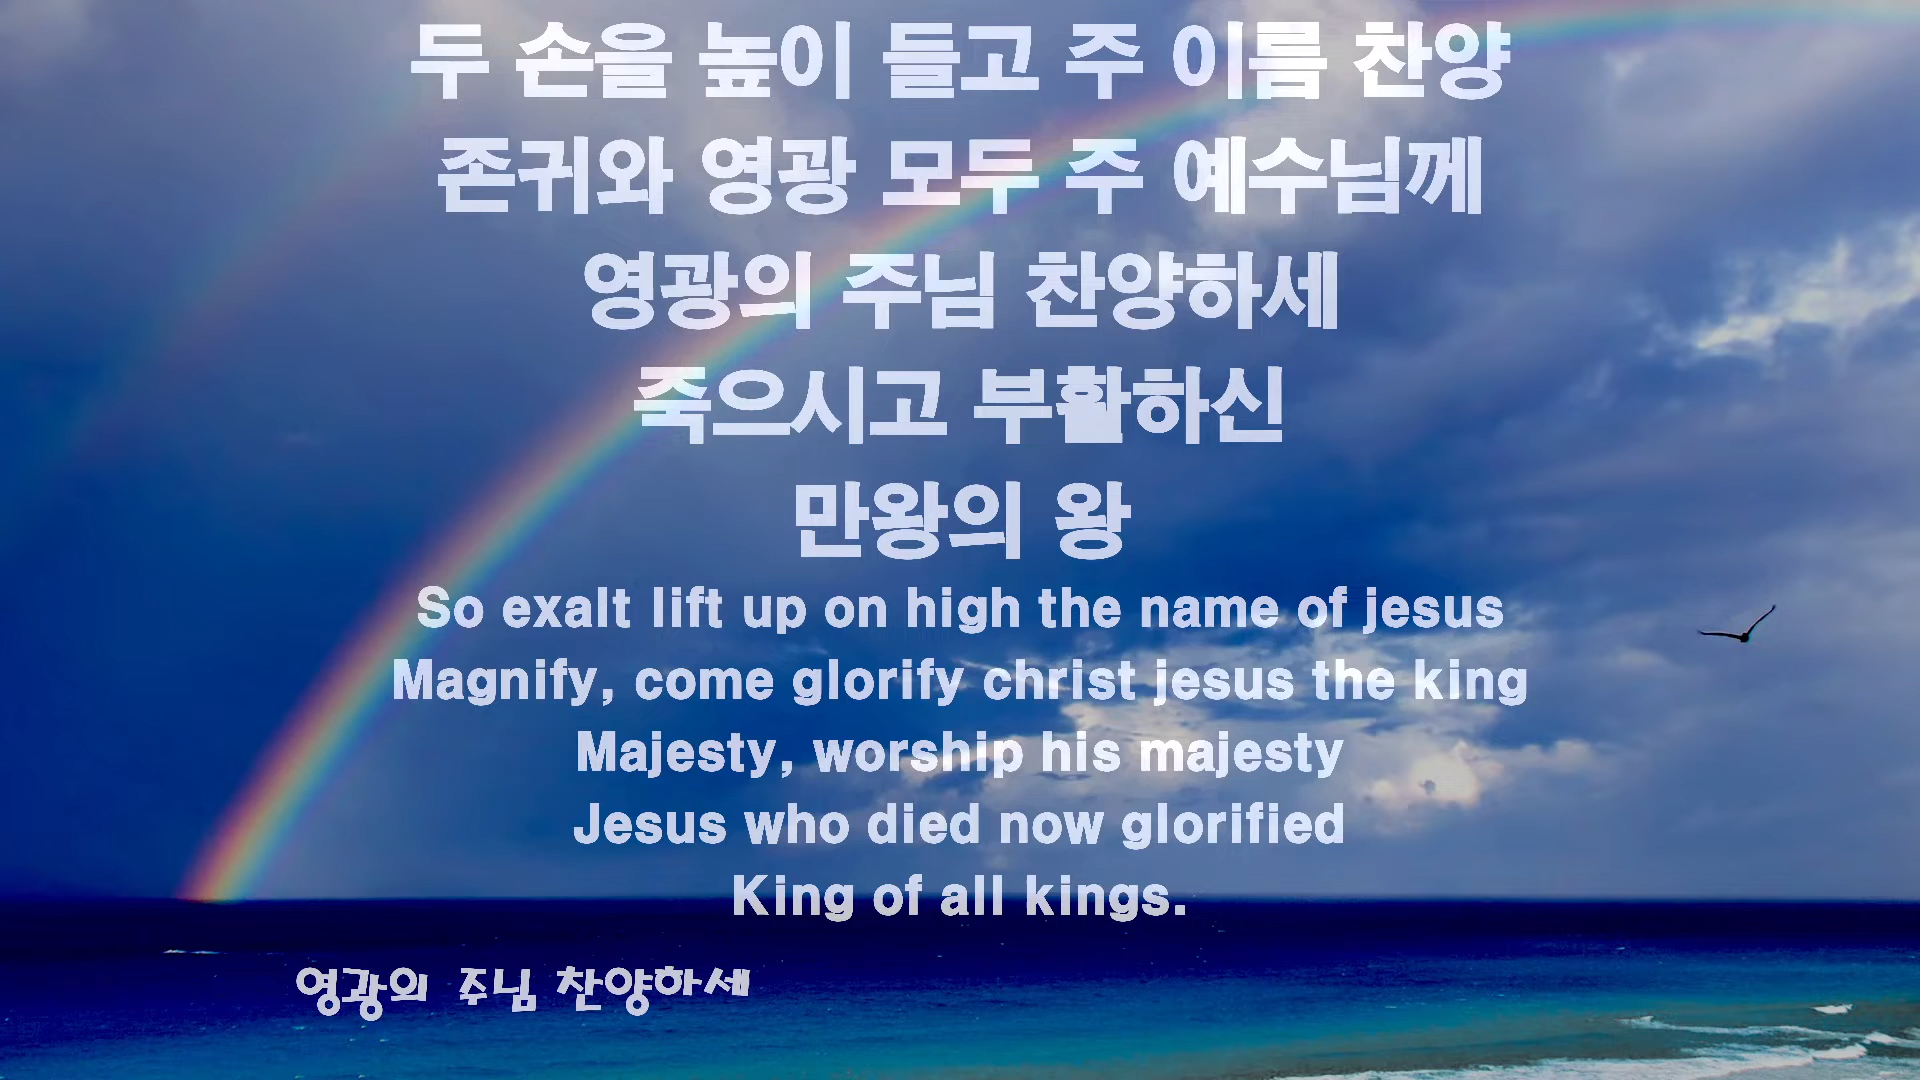 두 손을 높이 들고 주 이름 찬양
존귀와 영광 모두 주 예수님께
영광의 주님 찬양하세
죽으시고 부활하신
만왕의 왕
So exalt lift up on high the name of jesus
Magnify, come glorify christ jesus the king
Majesty, worship his majesty
Jesus who died now glorified
King of all kings.
영광의 주님 찬양하세